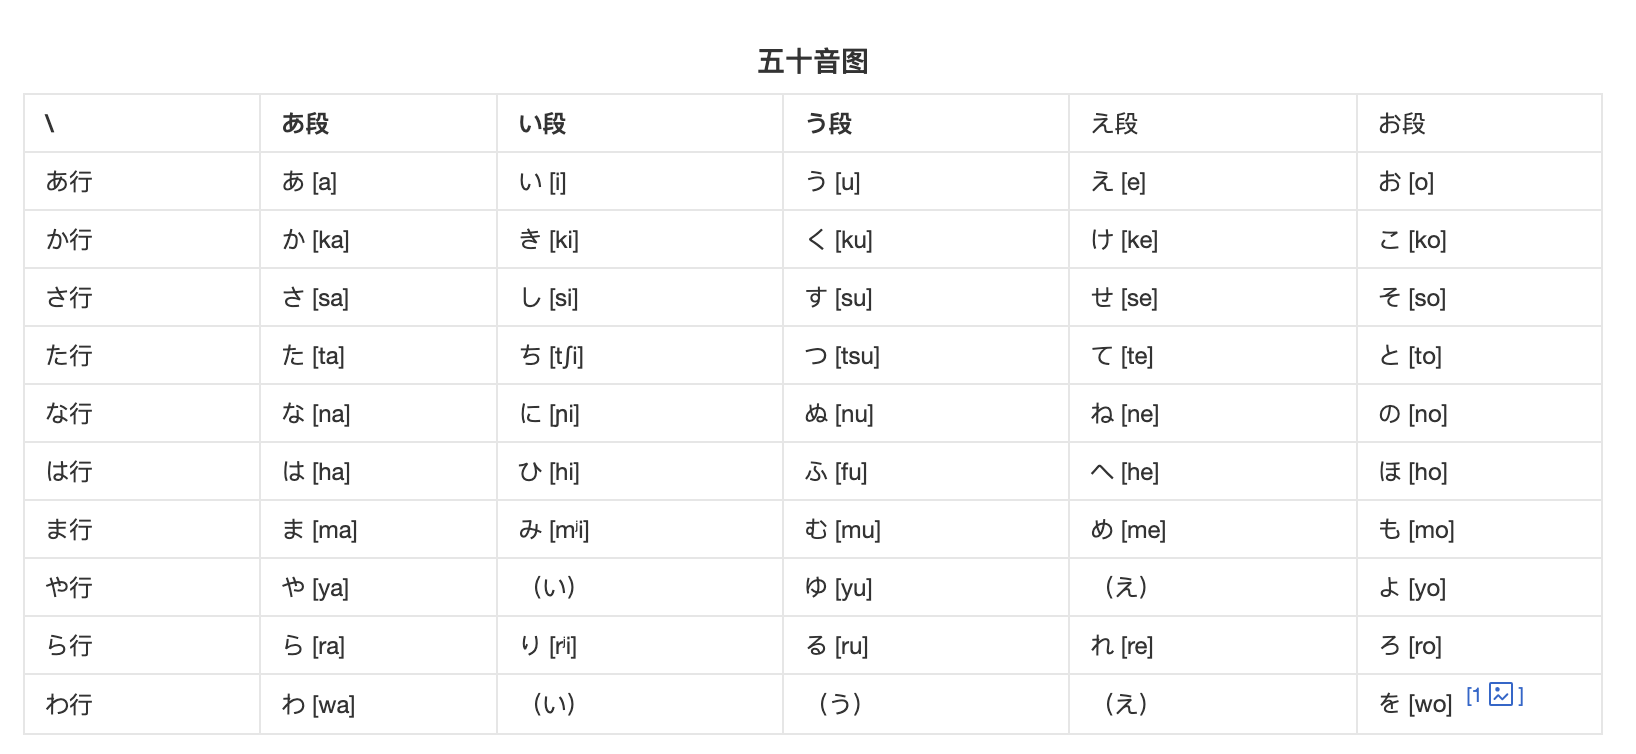 五十音图
\ あ段 い段 う段 え段 お段
あ行 あ [a] い [i] う [u] え [e] お [o]
か行 か [ka] き [ki] く [ku] け [ke] こ [ko]
さ行 さ [sa] し [si] す [su] せ [se] そ [so]
た行 た [ta] ち [tʃi] つ [tsu] て [te] と [to]
な行 な [na] に [ɲi] ぬ [nu] ね [ne] の [no]
は行 は [ha] ひ [hi] ふ [fu] へ [he] ほ [ho]
ま行 ま [ma] み [mʲi] む [mu] め [me] も [mo]
や行 や [ya] （い） ゆ [yu] （え） よ [yo]
ら行 ら [ra] り [rʲi] る [ru] れ [re] ろ [ro]
わ行 わ [wa] （い） （う） （え） を [wo] [1 ]